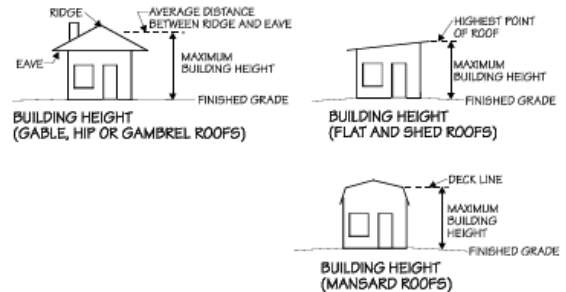 RIDGE
AVERAGE DISTANCE
BETWEEN RIDGE AND EAVE
EAVE
MAXIMUM
BUILDING HEIGHT
FINISHED GRADE
BUILDING HEIGHT
(GABLE, HIP OR GAMBREL ROOFS)
HIGHEST POINT
OF ROOF
MAXIMUM
BUILDING HEIGHT
FINISHED GRADE
BUILDING HEIGHT
(FLAT AND SHED ROOFS)
DECK LINE
MAXIMUM
BUILDING
HEIGHT
FINISHED GRADE
BUILDING HEIGHT
(MANSARD ROOFS)